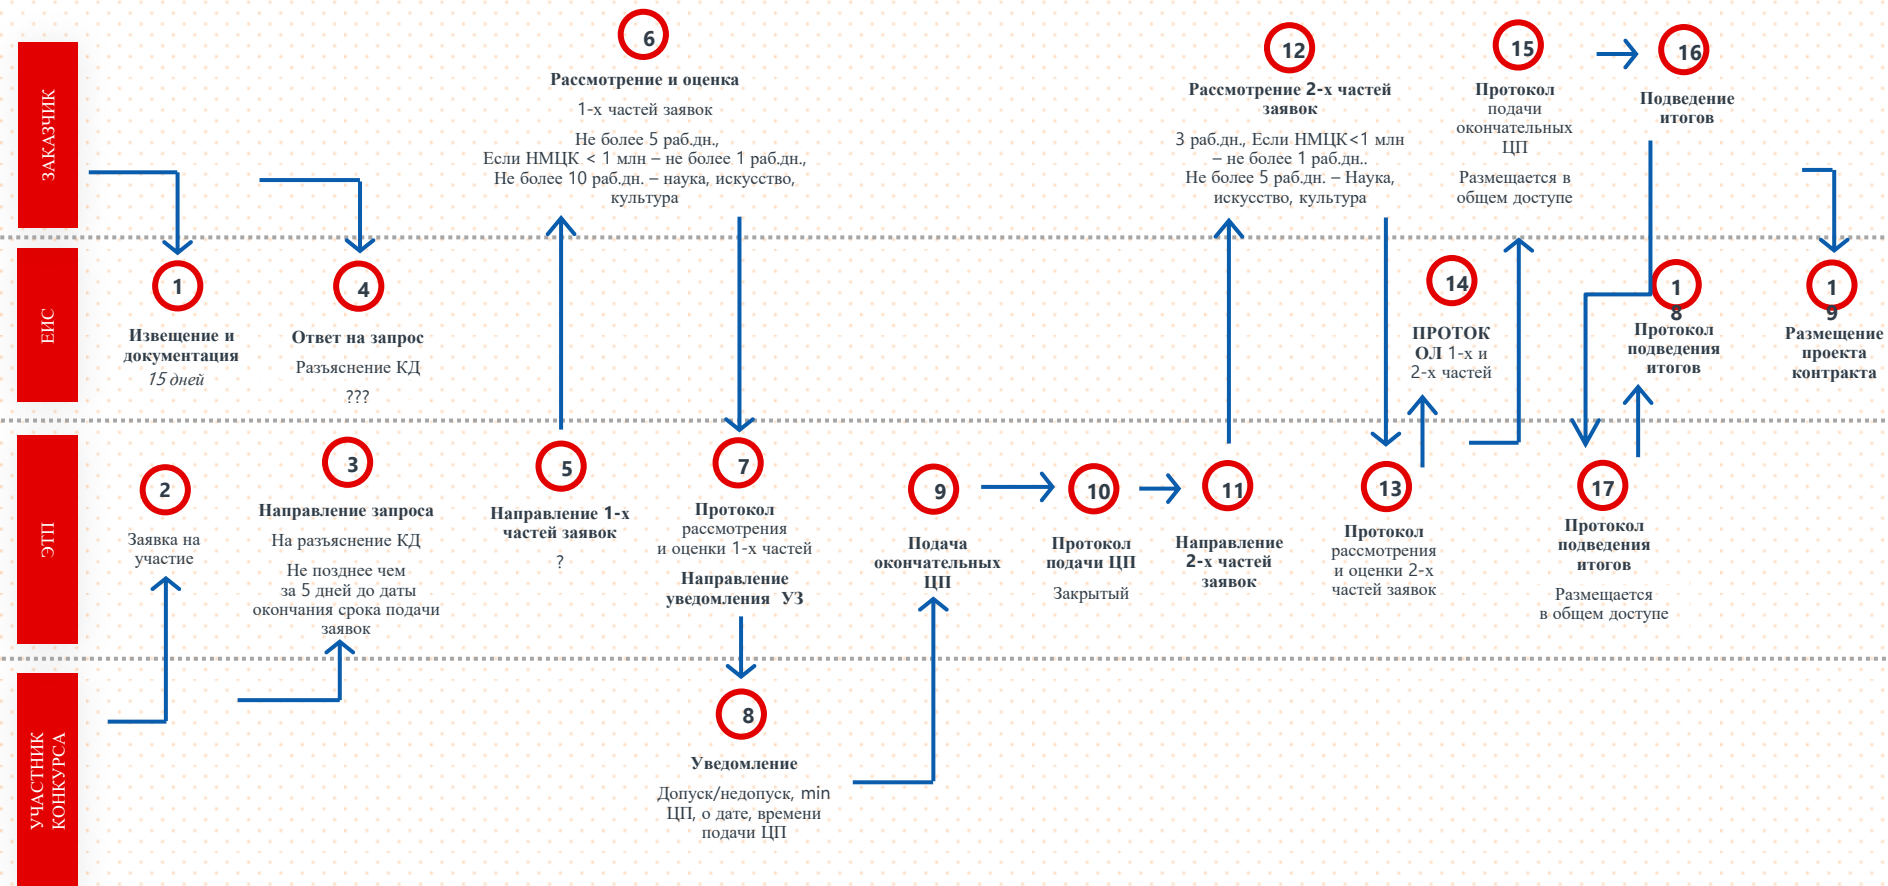 ЗАКАЗЧИК
6
Рассмотрение и оценка
1-х частей заявок
Не более 5 раб.дн.,
Если НМЦК < 1 млн – не более 1 раб.дн.,
Не более 10 раб.дн. – наука, искусство,
культура
12
Рассмотрение 2-х частей
заявок
3 раб.дн., Если НМЦК<1 млн
– не более 1 раб.дн..
Не более 5 раб.дн. – Наука,
искусство, культура
15
Протокол
подачи
окончательных
ЦП
Размещается в
общем доступе
16
Подведение
итогов
ЕИС
1
Извещение и
документация
15 дней
4
Ответ на запрос
Разъяснение КД
???
14
ПРОТОК
ОЛ 1-х и
2-х частей
1
8
Протокол
подведения
итогов
1
9
Размещение
проекта
контракта
ЭТП
2
Заявка на
участие
3
Направление запроса
На разъяснение КД
Не позднее чем
за 5 дней до даты
окончания срока подачи
заявок
5
Направление 1-х
частей заявок
?
7
Протокол
рассмотрения
и оценки 1-х частей
Направление
уведомления УЗ
9
Подача
окончательных
ЦП
10
Протокол
подачи ЦП
Закрытый
11
Направление
2-х частей
заявок
13
Протокол
рассмотрения
и оценки 2-х
частей заявок
17
Протокол
подведения
итогов
Размещается
в общем доступе
УЧАСТНИК
КОНКУРСА
8
Уведомление
Допуск/недопуск, min
ЦП, о дате, времени
подачи ЦП